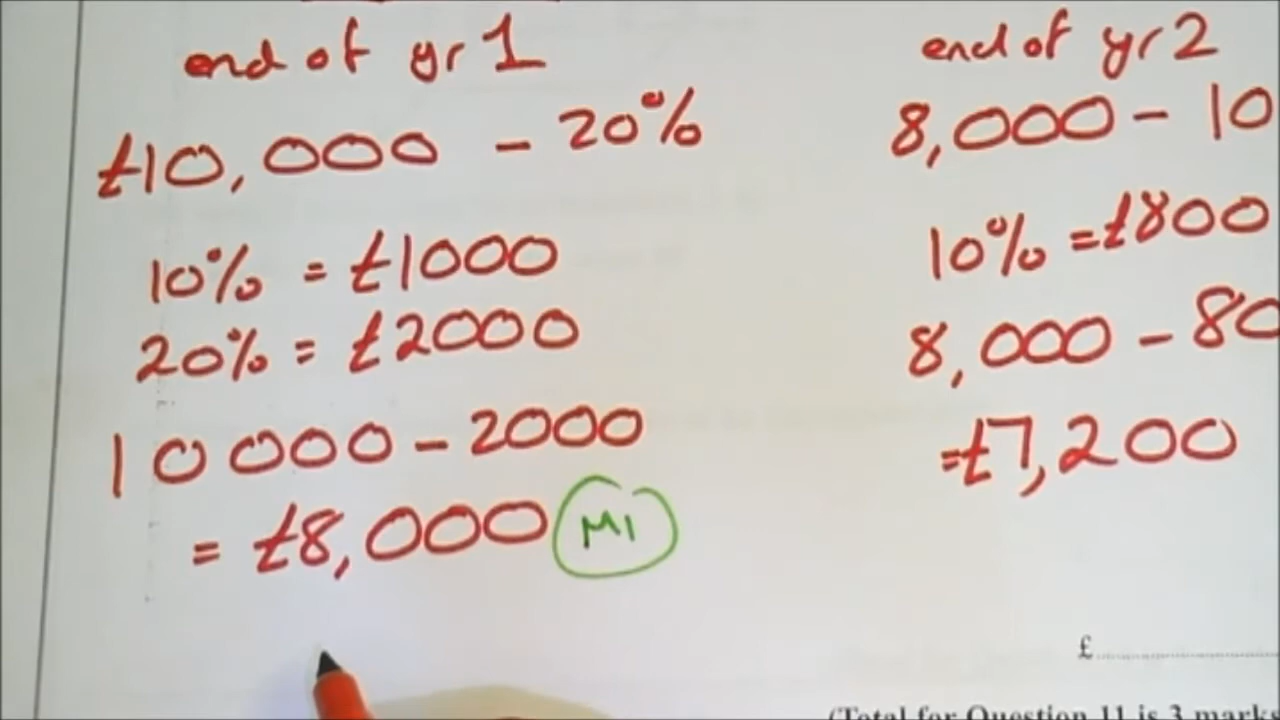 end of yr 1
£10,000 - 20%
10% = £1000
20% = £2000
10000 - 2000
= £8,000 M1
end of yr 2
8,000 - 10
10% = £800
8,000 - 80
= £7,200
£
(Total for Question 11 is 3 marks